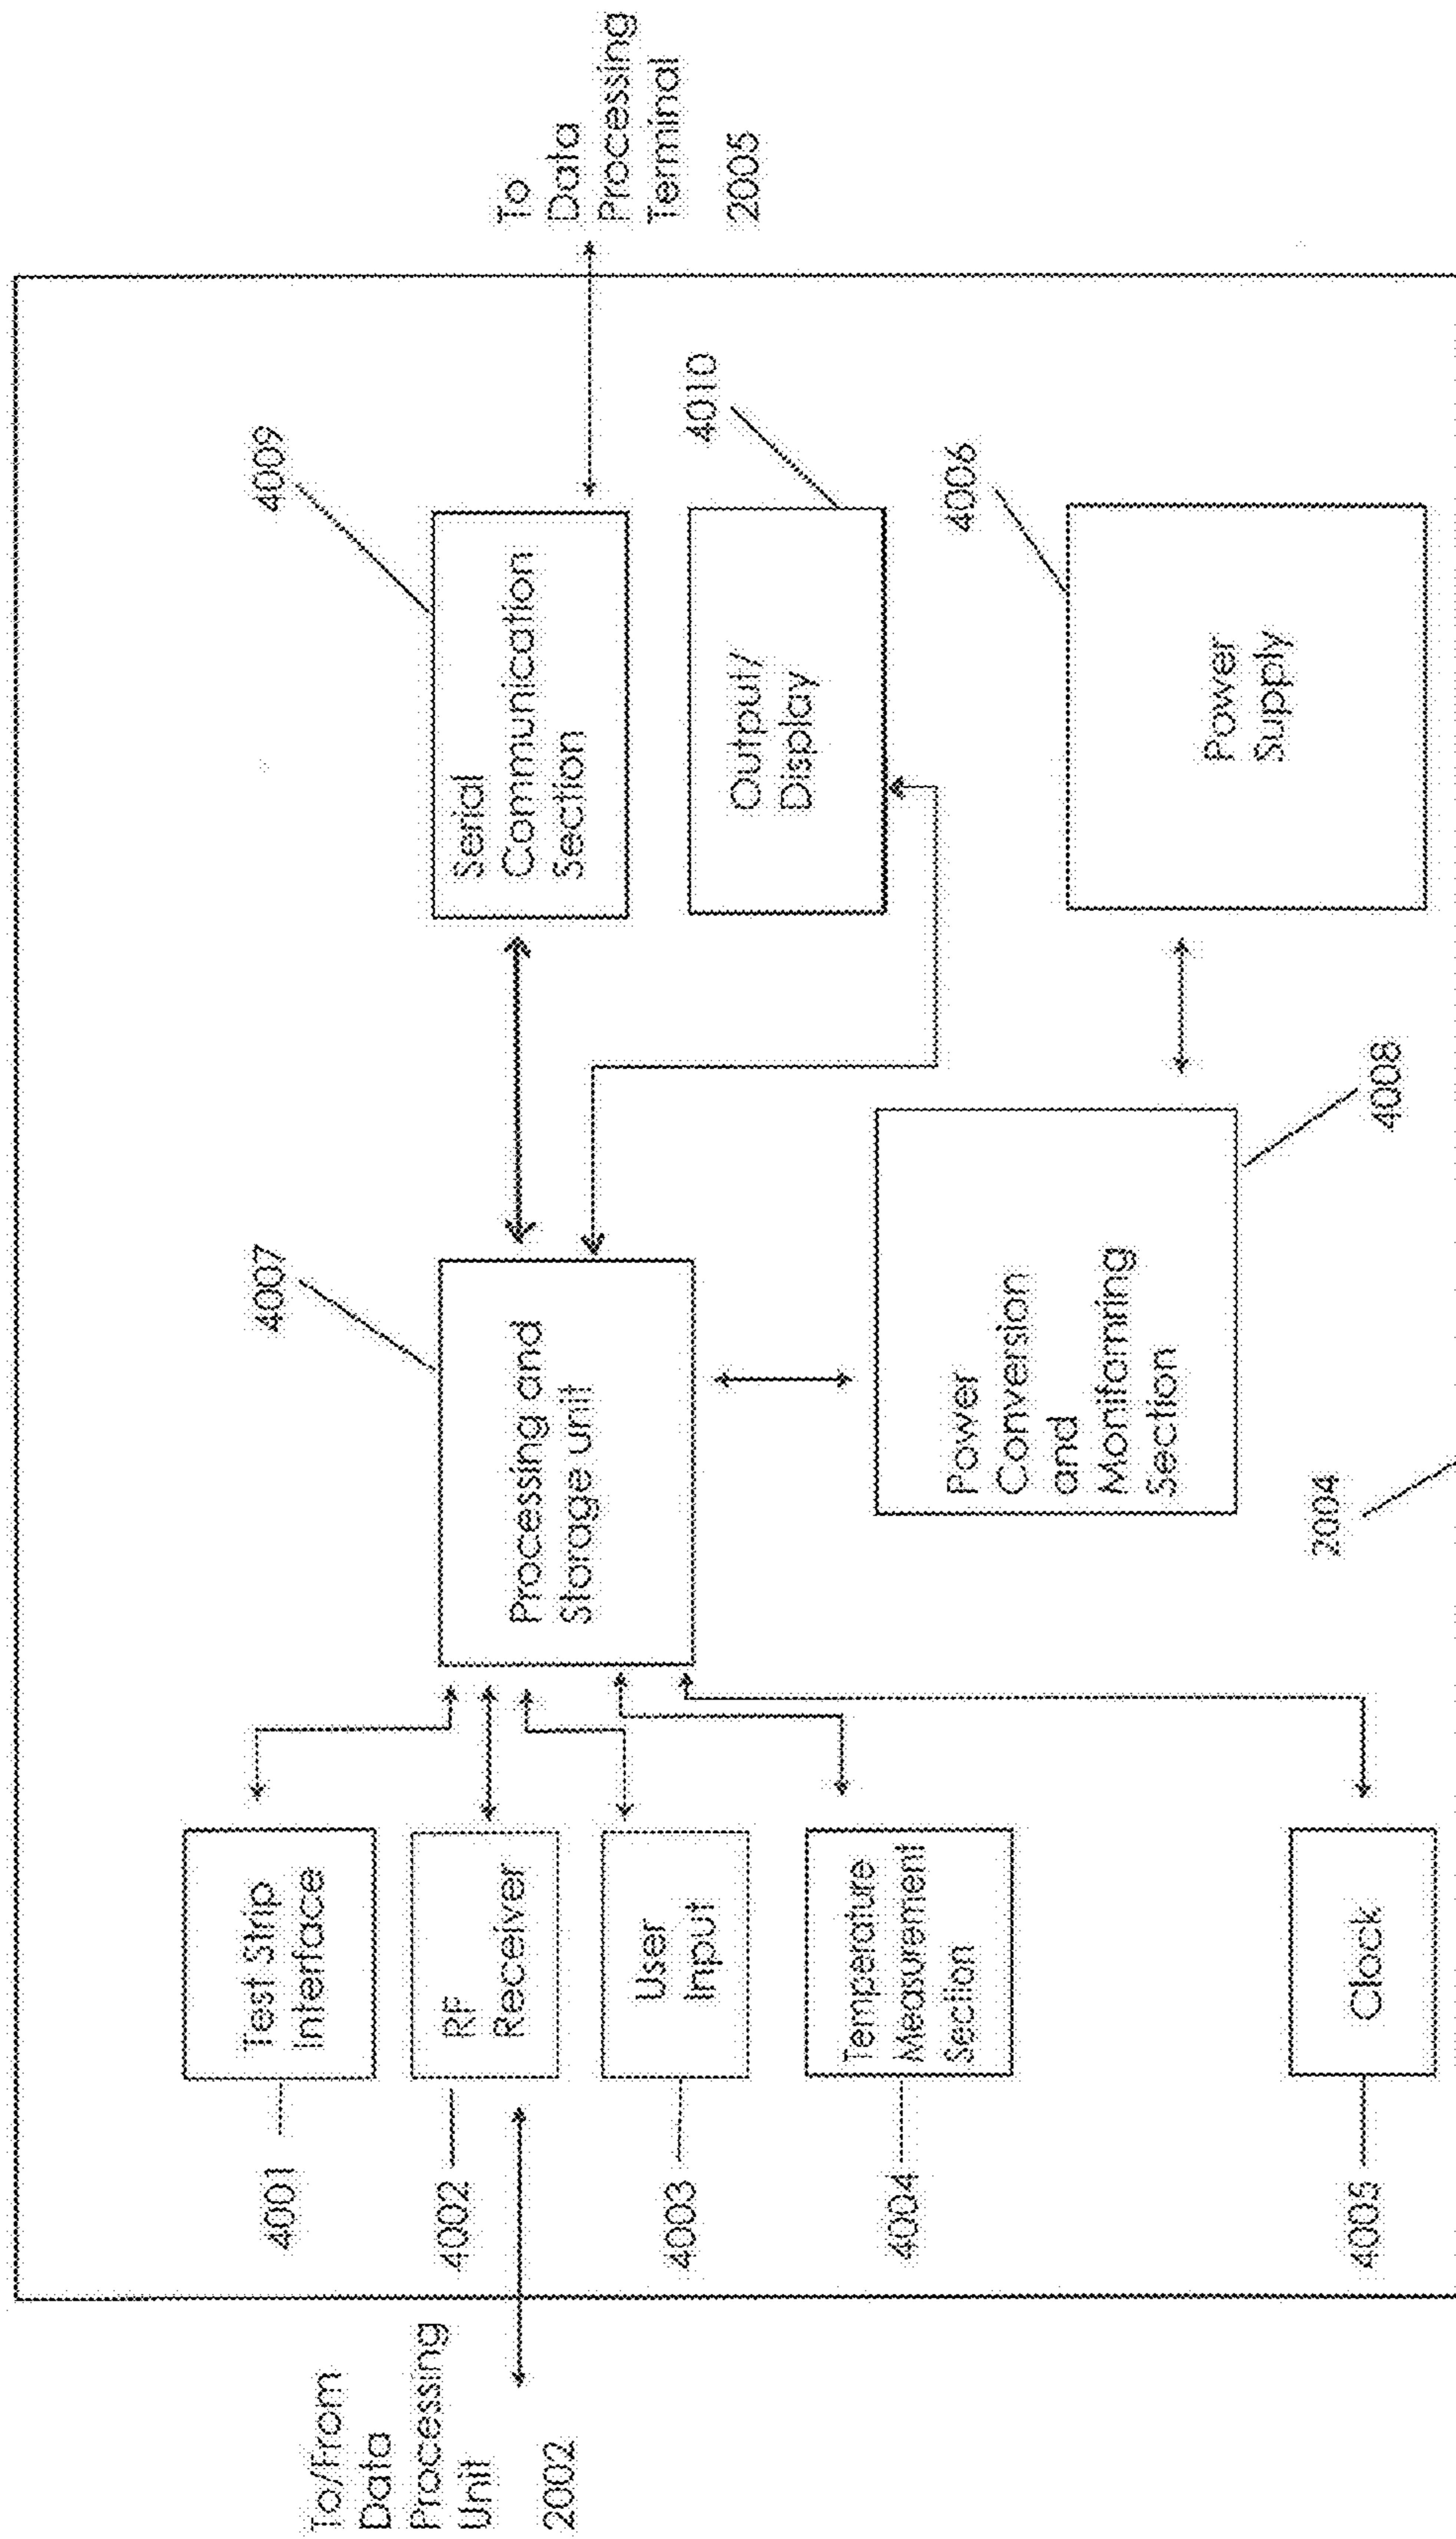 To/From
Data
Processing
Unit
2002
4001
Test Strip
Interface
4002
RF
Receiver
4003
User
Input
4004
Temperature
Measurement
Section
4005
Clock
4007
Processing and
Storage unit
Power
Conversion
and
Monitomring
Section
4008
2004
4009
Serial
Communication
Section
4010
Output/
Display
4006
Power
Supply
To
Data
Processing
Terminal
2005